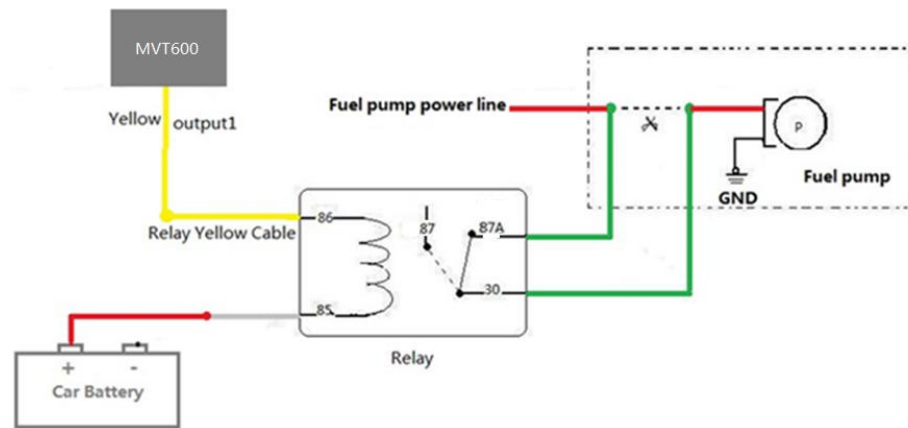 MVT600
Yellow
output1
Fuel pump power line
P
Fuel pump
GND
Relay Yellow Cable
86
87
87A
30
85
Relay
+ -
Car Battery